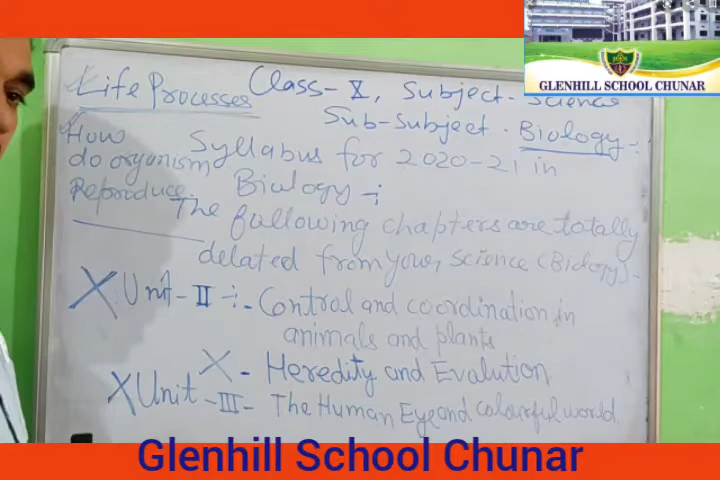 GLENHILL SCHOOL CHUNAR
Life Processes
Class-X, Subject-Science
Sub-Subject. Biology:-
How
do orgnism
Reproduce.
Syllabus for 2020-21 in
Biology-:
The following chapters are totally
delated from your, science (Biology)-
X Unit-II-:- Control and coordination in
animals and plants
X- Heredity and Evalution
X Unit-III- The Human Eye and colourful world.
Glenhill School Chunar